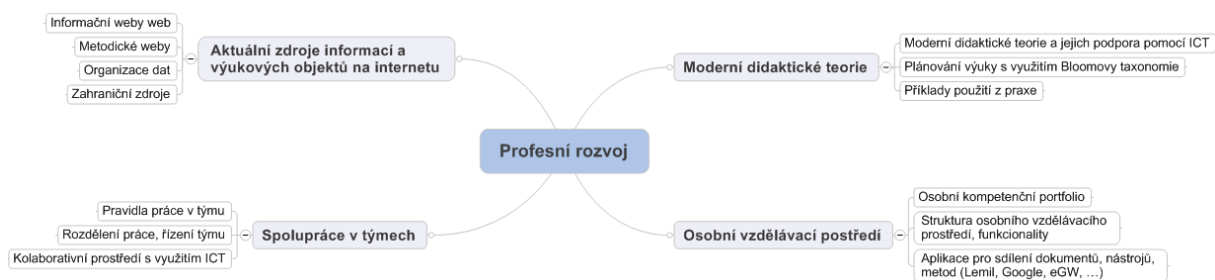 Informační weby web
Metodické weby
Organizace dat
Zahraniční zdroje
Aktuální zdroje informací a
výukových objektů na internetu
Moderní didaktické teorie
Moderní didaktické teorie a jejich podpora pomocí ICT
Plánování výuky s využitím Bloomovy taxonomie
Příklady použití z praxe
Profesní rozvoj
Pravidla práce v týmu
Rozdělení práce, řízení týmu
Kolaborativní prostředí s využitím ICT
Spolupráce v týmech
Osobní vzdělávací postředí
Osobní kompetenční portfolio
Struktura osobního vzdělávacího
prostředí, funkcionality
Aplikace pro sdílení dokumentů, nástrojů,
metod (Lemil, Google, eGW, …)